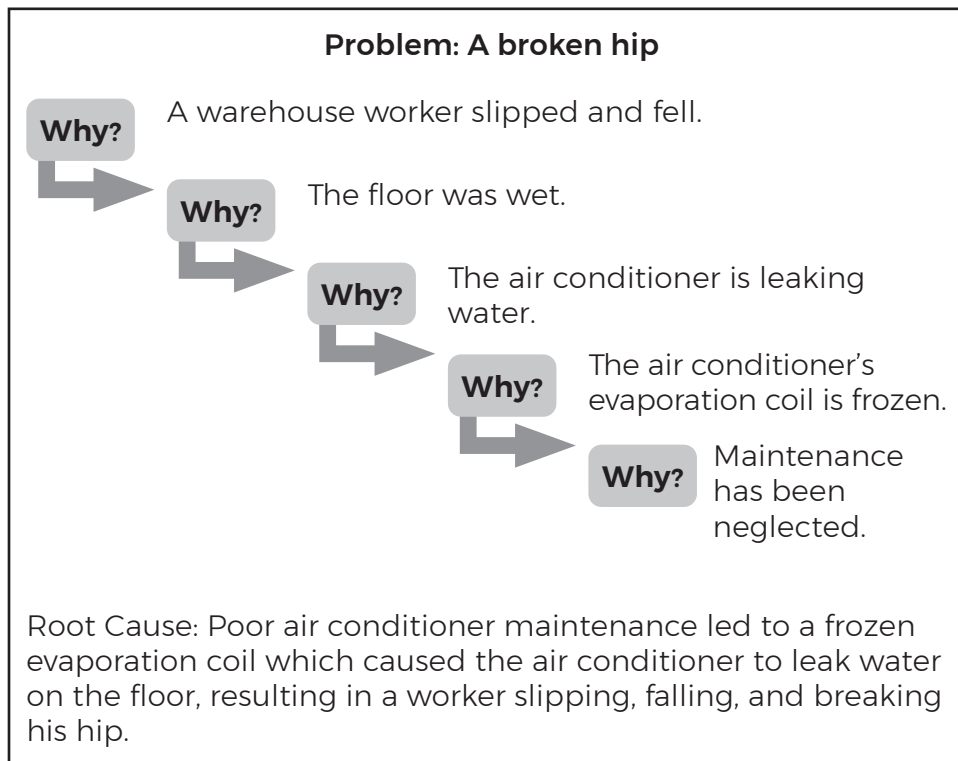 Problem: A broken hip
Why?
A warehouse worker slipped and fell.
Why?
The floor was wet.
Why?
The air conditioner is leaking
water.
Why?
The air conditioner’s
evaporation coil is frozen.
Why?
Maintenance
has been
neglected.
Root Cause: Poor air conditioner maintenance led to a frozen
evaporation coil which caused the air conditioner to leak water
on the floor, resulting in a worker slipping, falling, and breaking
his hip.